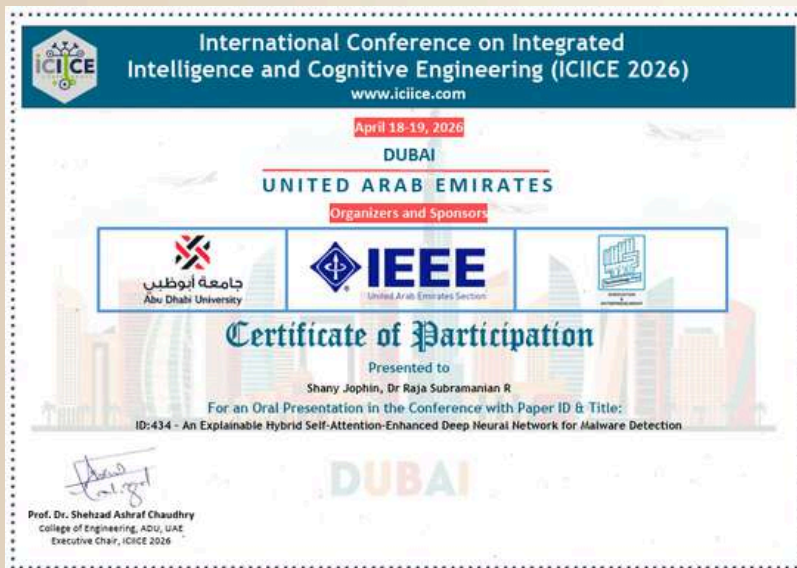 iCiiCE
International Conference on Integrated
Intelligence and Cognitive Engineering (ICIICE 2026)
www.iciice.com
April 18-19, 2026
DUBAI
UNITED ARAB EMIRATES
Organizers and Sponsors
جامعة أبوظبي
Abu Dhabi University
IEEE
United Arab Emirates Section
INNOVATION
&
ENTREPRENEURSHIP
Certificate of Participation
Presented to
Shany Jophin, Dr Raja Subramanian R
For an Oral Presentation in the Conference with Paper ID & Title:
ID:434 - An Explainable Hybrid Self-Attention-Enhanced Deep Neural Network for Malware Detection
DUBAI
Prof. Dr. Shehzad Ashraf Chaudhry
College of Engineering, ADU, UAE
Executive Chair, ICIICE 2026